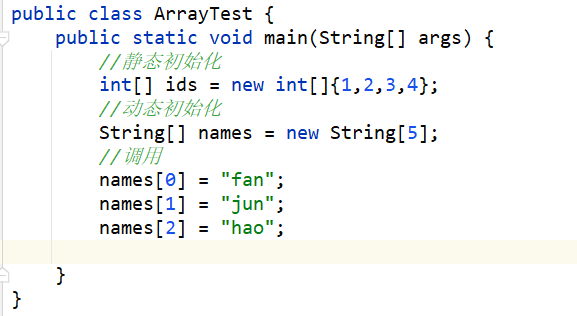 public class ArrayTest {
    public static void main(String[] args) {
        //静态初始化
        int[] ids = new int[]{1,2,3,4};
        //动态初始化
        String[] names = new String[5];
        //调用
        names[0] = "fan";
        names[1] = "jun";
        names[2] = "hao";
    }
}